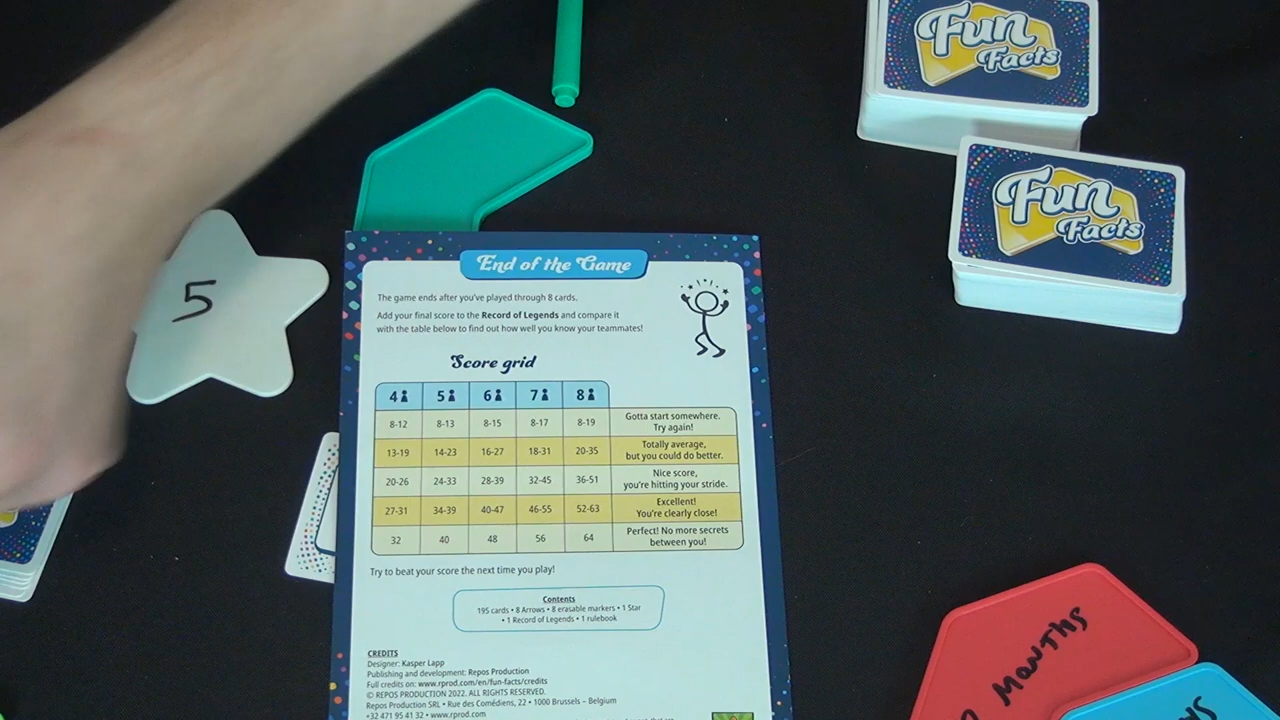 Fun
Facts
Fun
Facts
5
End of the Game
The game ends after you've played through 8 cards.
Add your final score to the Record of Legends and compare it
with the table below to find out how well you know your teammates!
Score grid
4 5 6 7 8
8-12 8-13 8-15 8-17 8-19 Gotta start somewhere. Try again!
13-19 14-23 16-27 18-31 20-35 Totally average, but you could do better.
20-26 24-33 28-39 32-45 36-51 Nice score, you're hitting your stride.
27-31 34-39 40-47 46-55 52-63 Excellent! You're clearly close!
32 40 48 56 64 Perfect! No more secrets between you!
Try to beat your score the next time you play!
Contents
195 cards • 8 Arrows • 8 erasable markers • 1 Star
• 1 Record of Legends • 1 rulebook
CREDITS
Designer: Kasper Lapp
Publishing and development: Repos Production
Full credits on: www.rprod.com/en/fun-facts/credits
© REPOS PRODUCTION 2022. ALL RIGHTS RESERVED.
Repos Production SRL • Rue des Comédiens, 22 • 1000 Brussels – Belgium
+32 471 95 41 32 • www.rprod.com
MONTHS